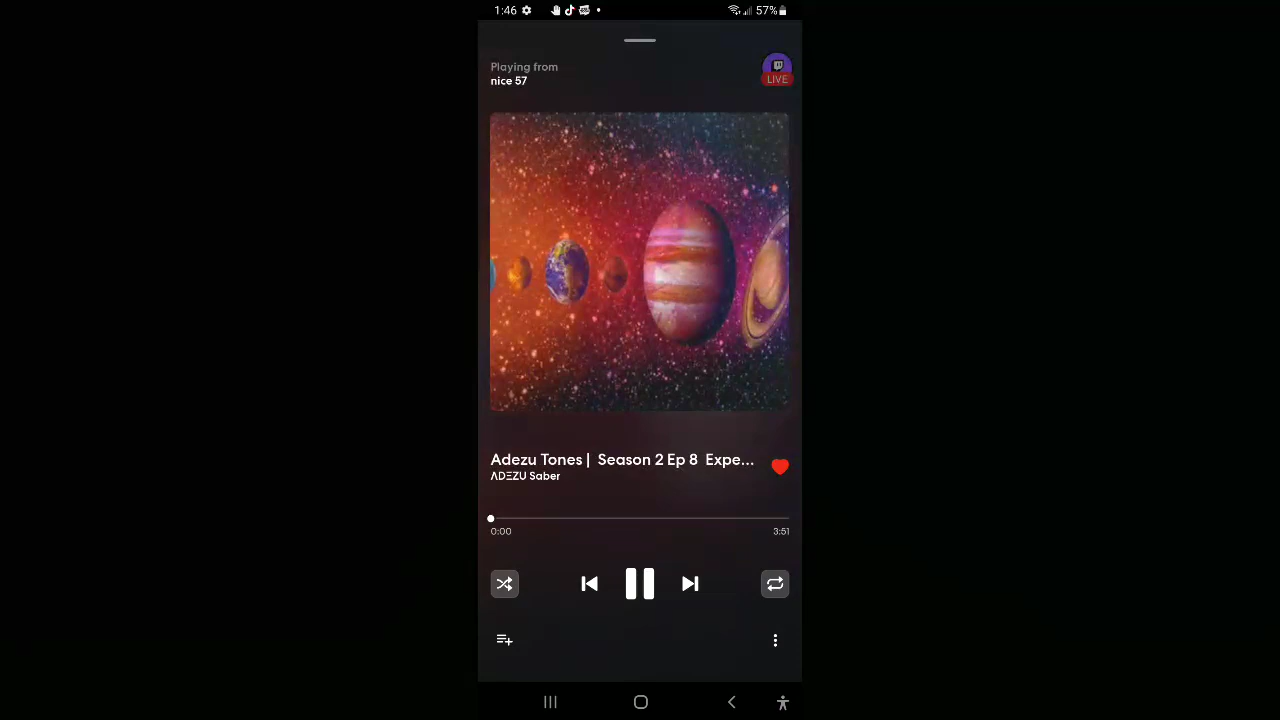 1:46
57%
Playing from
nice 57
LIVE
Adezu Tones | Season 2 Ep 8 Expe...
ΛDΞZU Saber
0:00
3:51